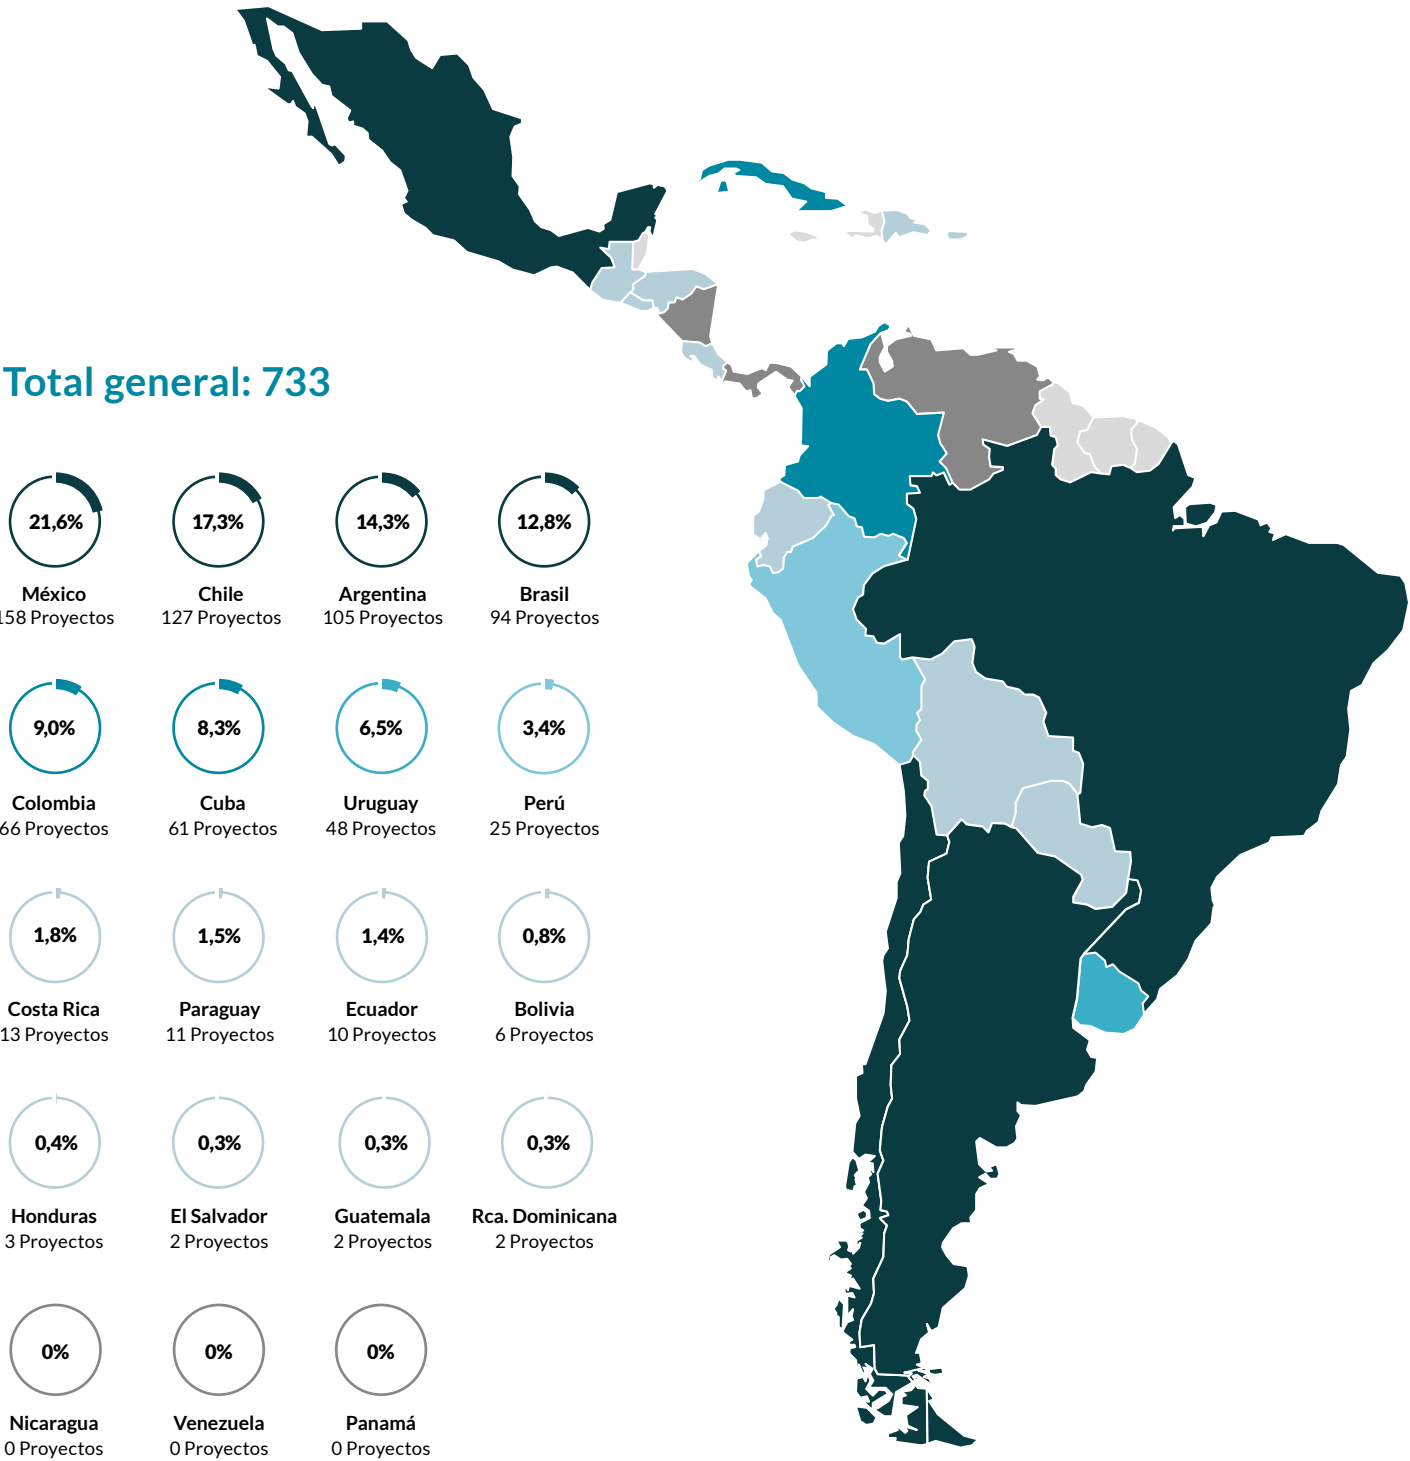 Total general: 733
21,6% 17,3% 14,3% 12,8%
México Chile Argentina Brasil
158 Proyectos 127 Proyectos 105 Proyectos 94 Proyectos
9,0% 8,3% 6,5% 3,4%
Colombia Cuba Uruguay Perú
66 Proyectos 61 Proyectos 48 Proyectos 25 Proyectos
1,8% 1,5% 1,4% 0,8%
Costa Rica Paraguay Ecuador Bolivia
13 Proyectos 11 Proyectos 10 Proyectos 6 Proyectos
0,4% 0,3% 0,3% 0,3%
Honduras El Salvador Guatemala Rca. Dominicana
3 Proyectos 2 Proyectos 2 Proyectos 2 Proyectos
0% 0% 0%
Nicaragua Venezuela Panamá
0 Proyectos 0 Proyectos 0 Proyectos